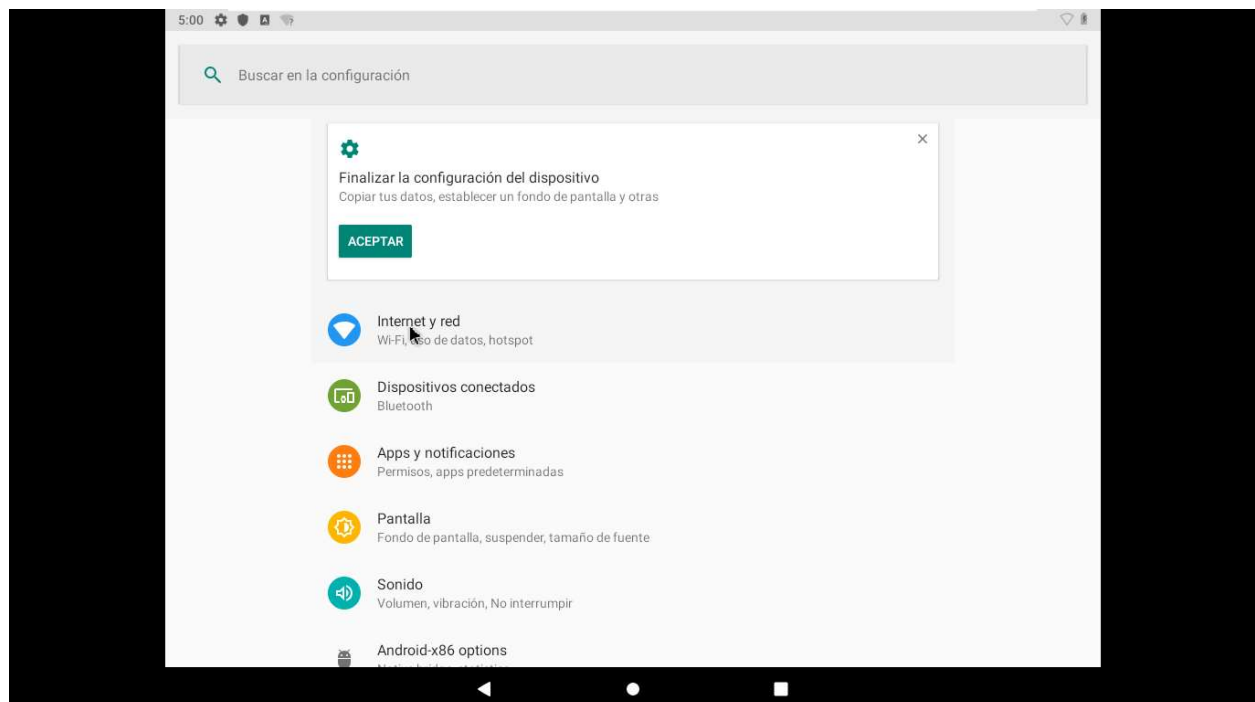 5:00
Buscar en la configuración
Finalizar la configuración del dispositivo
Copiar tus datos, establecer un fondo de pantalla y otras
ACEPTAR
Internet y red
Wi-Fi, uso de datos, hotspot
Dispositivos conectados
Bluetooth
Apps y notificaciones
Permisos, apps predeterminadas
Pantalla
Fondo de pantalla, suspender, tamaño de fuente
Sonido
Volumen, vibración, No interrumpir
Android-x86 options